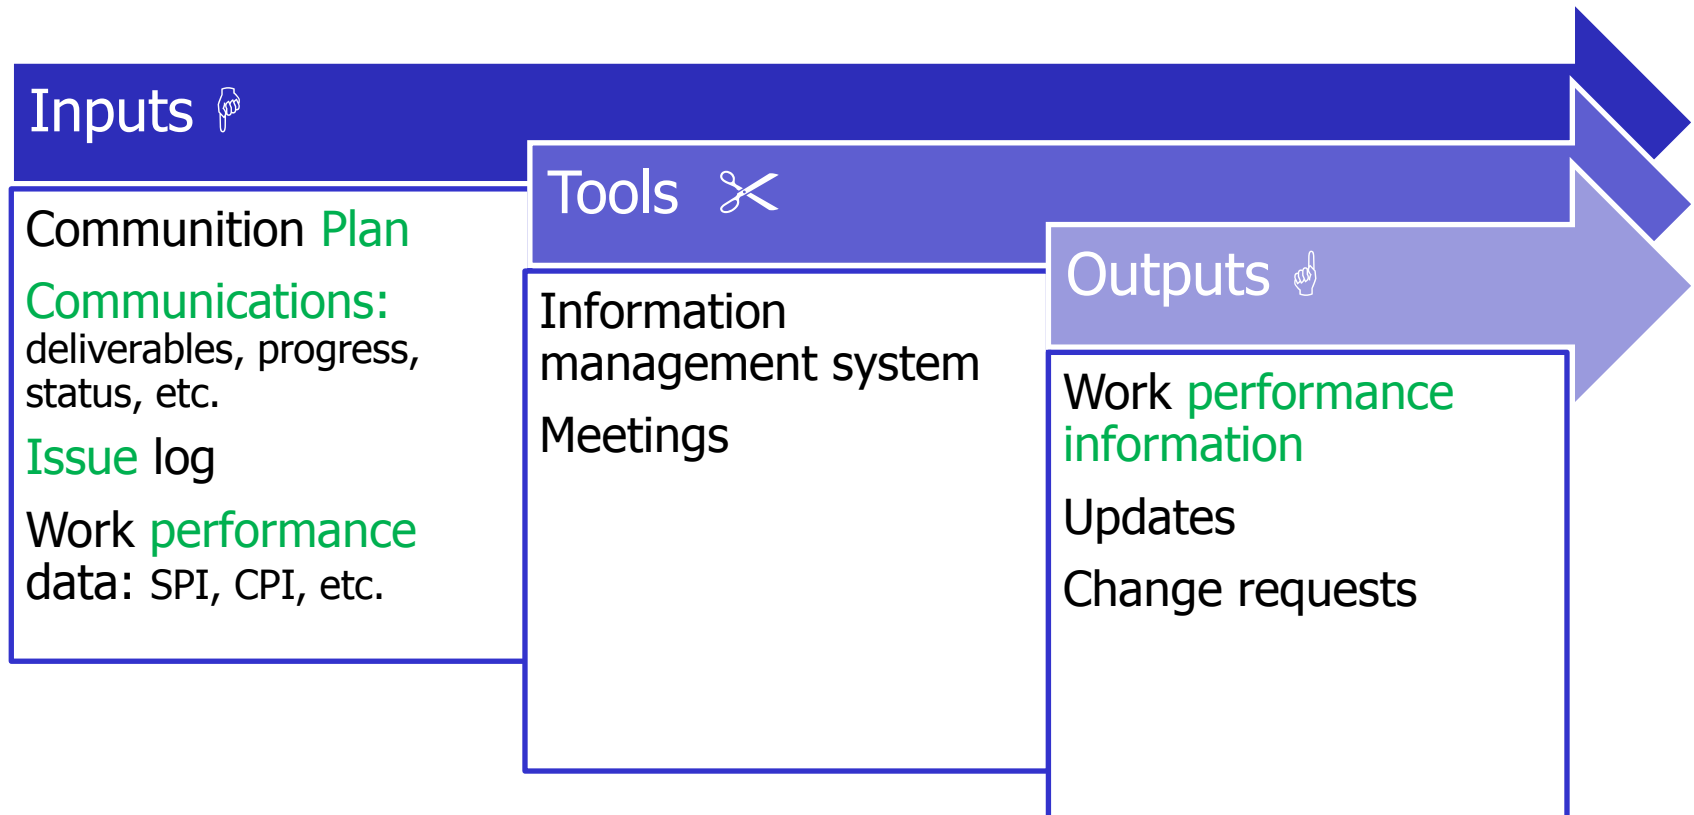 Inputs
Communition Plan
Communications:
deliverables, progress,
status, etc.
Issue log
Work performance
data: SPI, CPI, etc.
Tools
Information
management system
Meetings
Outputs
Work performance
information
Updates
Change requests